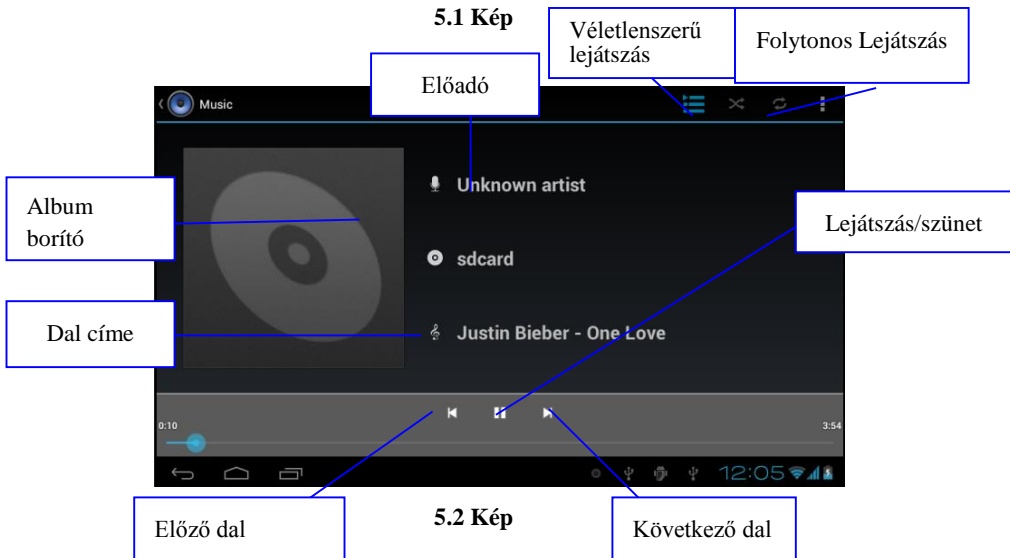 5.1 Kép
Véletlenszerű
lejátszás
Folytonos Lejátszás
Előadó
Music
Unknown artist
Album
borító
Lejátszás/szünet
sdcard
Dal címe
Justin Bieber - One Love
0:10
3:54
12:05
Előző dal
5.2 Kép
Következő dal